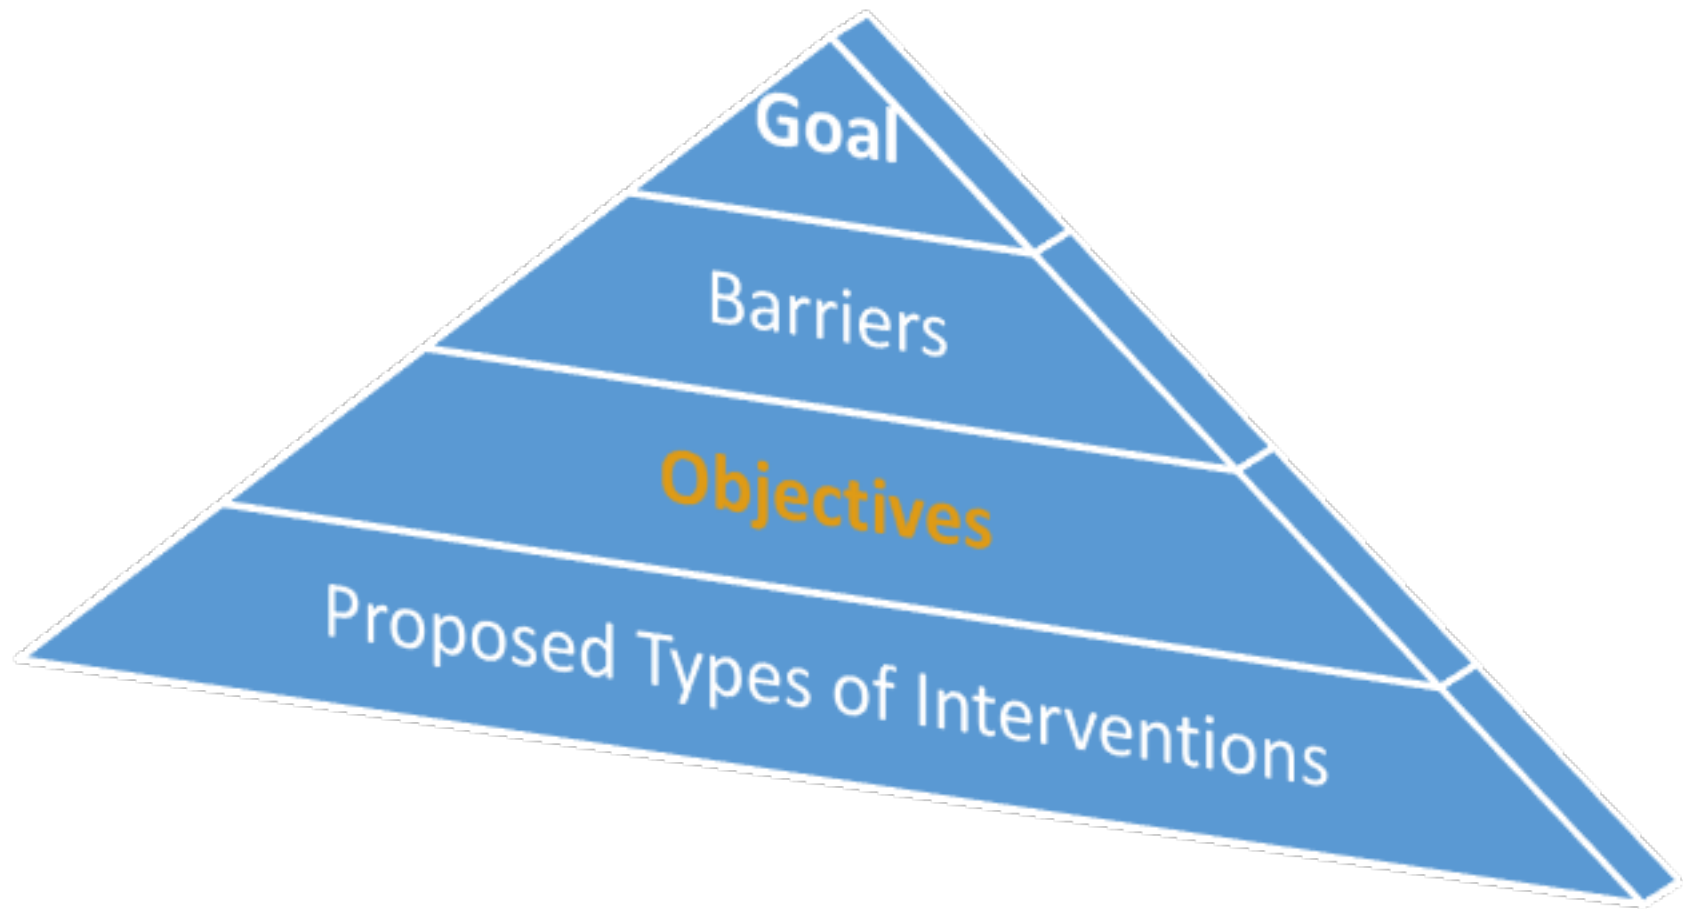 Goal
Barriers
Objectives
Proposed Types of Interventions